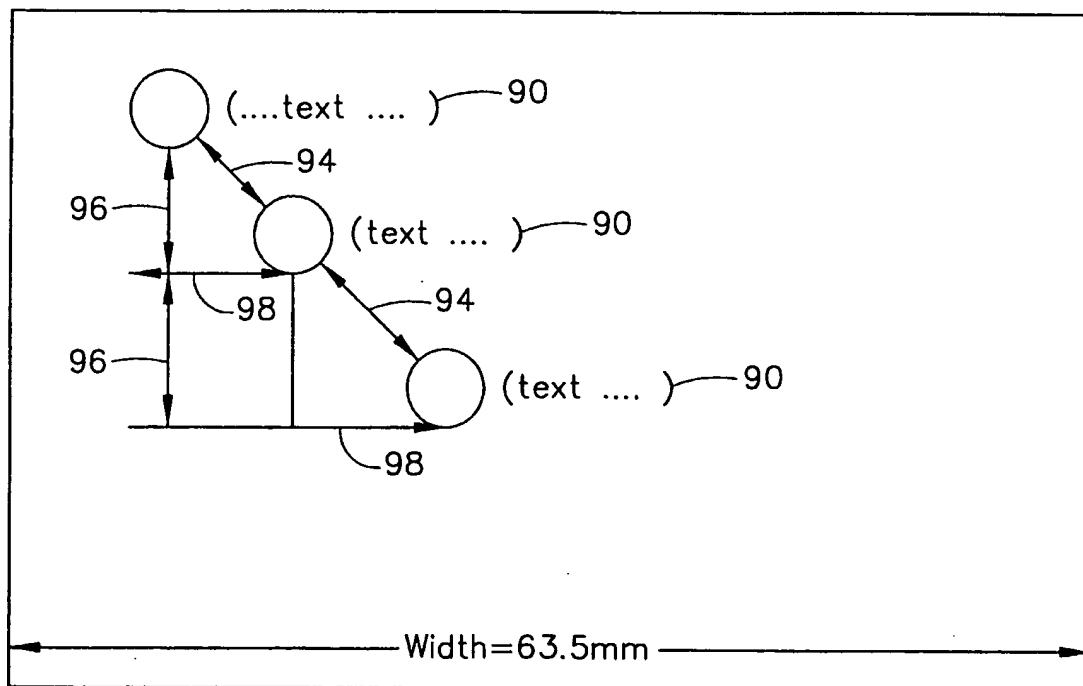 (....text .... ) 90
94
96
(text .... ) 90
98
94
96
(text .... ) 90
98
Width=63.5mm